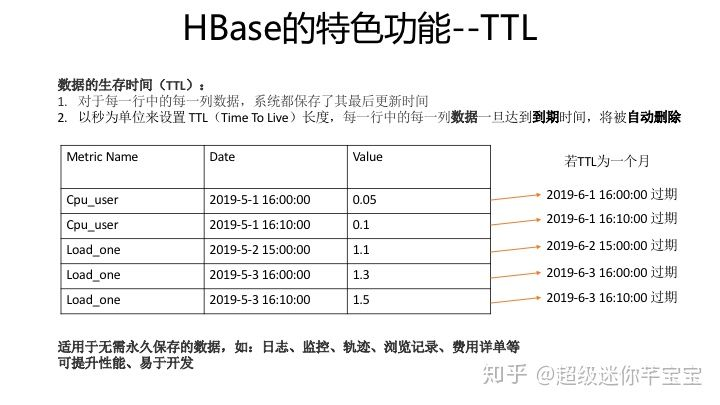 HBase的特色功能--TTL
数据的生存时间（TTL）：
1. 对于每一行中的每一列数据，系统都保存了其最后更新时间
2. 以秒为单位来设置 TTL（Time To Live）长度，每一行中的每一列数据一旦达到到期时间，将被自动删除
Metric Name Date Value
若TTL为一个月
Cpu_user 2019-5-1 16:00:00 0.05 2019-6-1 16:00:00 过期
Cpu_user 2019-5-1 16:10:00 0.1 2019-6-1 16:10:00 过期
Load_one 2019-5-2 15:00:00 1.1 2019-6-2 15:00:00 过期
Load_one 2019-5-3 16:00:00 1.3 2019-6-3 16:00:00 过期
Load_one 2019-5-3 16:10:00 1.5 2019-6-3 16:10:00 过期
适用于无需永久保存的数据，如：日志、监控、轨迹、浏览记录、费用详单等
可提升性能、易于开发
知乎 @超级迷你芊宝宝